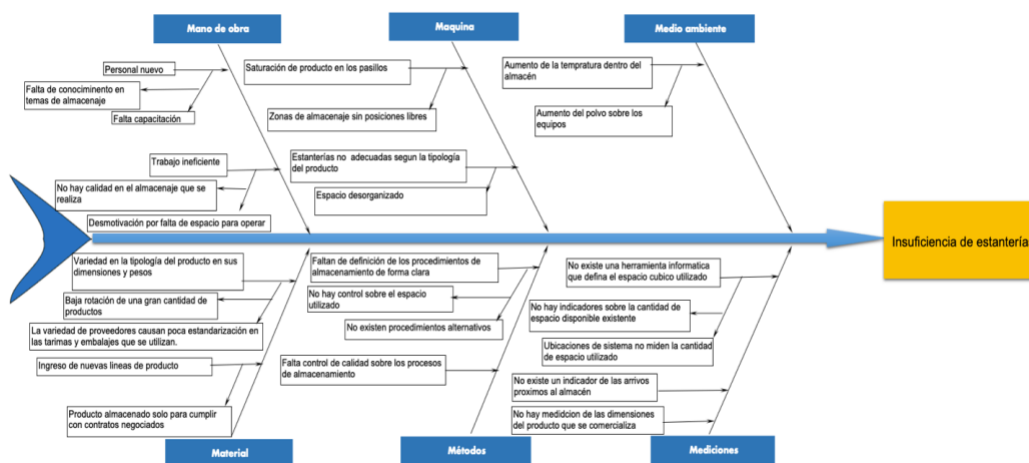 Mano de obra
Maquina
Medio ambiente
Personal nuevo
Falta de conocimiento en
temas de almacenaje
Falta capacitación
Trabajo ineficiente
No hay calidad en el almacenaje que se
realiza
Desmotivación por falta de espacio para operar
Saturación de producto en los pasillos
Zonas de almacenaje sin posiciones libres
Estanterías no adecuadas segun la tipología
del producto
Espacio desorganizado
Aumento de la tempratura dentro del
almacén
Aumento del polvo sobre los
equipos
Insuficiencia de estantería
Variedad en la tipología del producto en sus
dimensiones y pesos
Baja rotación de una gran cantidad de
productos
La variedad de proveedores causan poca estandarización en
las tarimas y embalajes que se utilizan.
Ingreso de nuevas lineas de producto
Producto almacenado solo para cumplir
con contratos negociados
Faltan de definición de los procedimientos de
almacenamiento de forma clara
No hay control sobre el espacio
utilizado
No existen procedimientos alternativos
Falta control de calidad sobre los procesos
de almacenamiento
No existe una herramienta informatica
que defina el espacio cubico utilizado
No hay indicadores sobre la cantidad de
espacio disponible existente
Ubicaciones de sistema no miden la cantidad
de espacio utilizado
No existe un indicador de las arrivos
proximos al almacén
No hay medidcion de las dimensiones
del producto que se comercializa
Material
Métodos
Mediciones